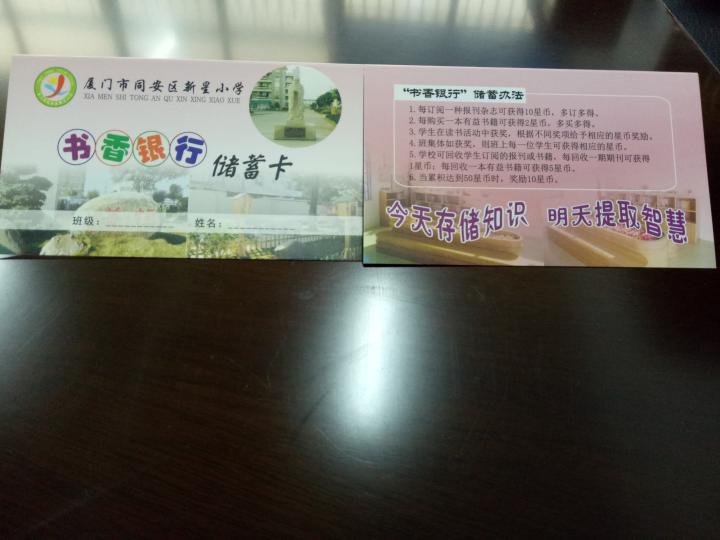 厦门市同安区新星小学
XIA MEN SHI TONG AN QU XIN XING XIAO XUE
书香银行 储蓄卡
班级：________ 姓名：________
“书香银行”储蓄办法
1.每订阅一种报刊杂志可获得10星币，多订多得。
2.每购买一本有益书籍可获得2星币，多买多得。
3.学生在读书活动中获奖，根据不同奖项给予相应的星币奖励。
4.班集体如获奖，则班上每一位学生可获得相应的星币。
5.学校可回收学生订阅的报刊或书籍，每回收一期期刊可获得
1星币；每回收一本有益书籍可获得5星币。
6.当累积达到50星币时，奖励10星币。
今天存储知识 明天提取智慧